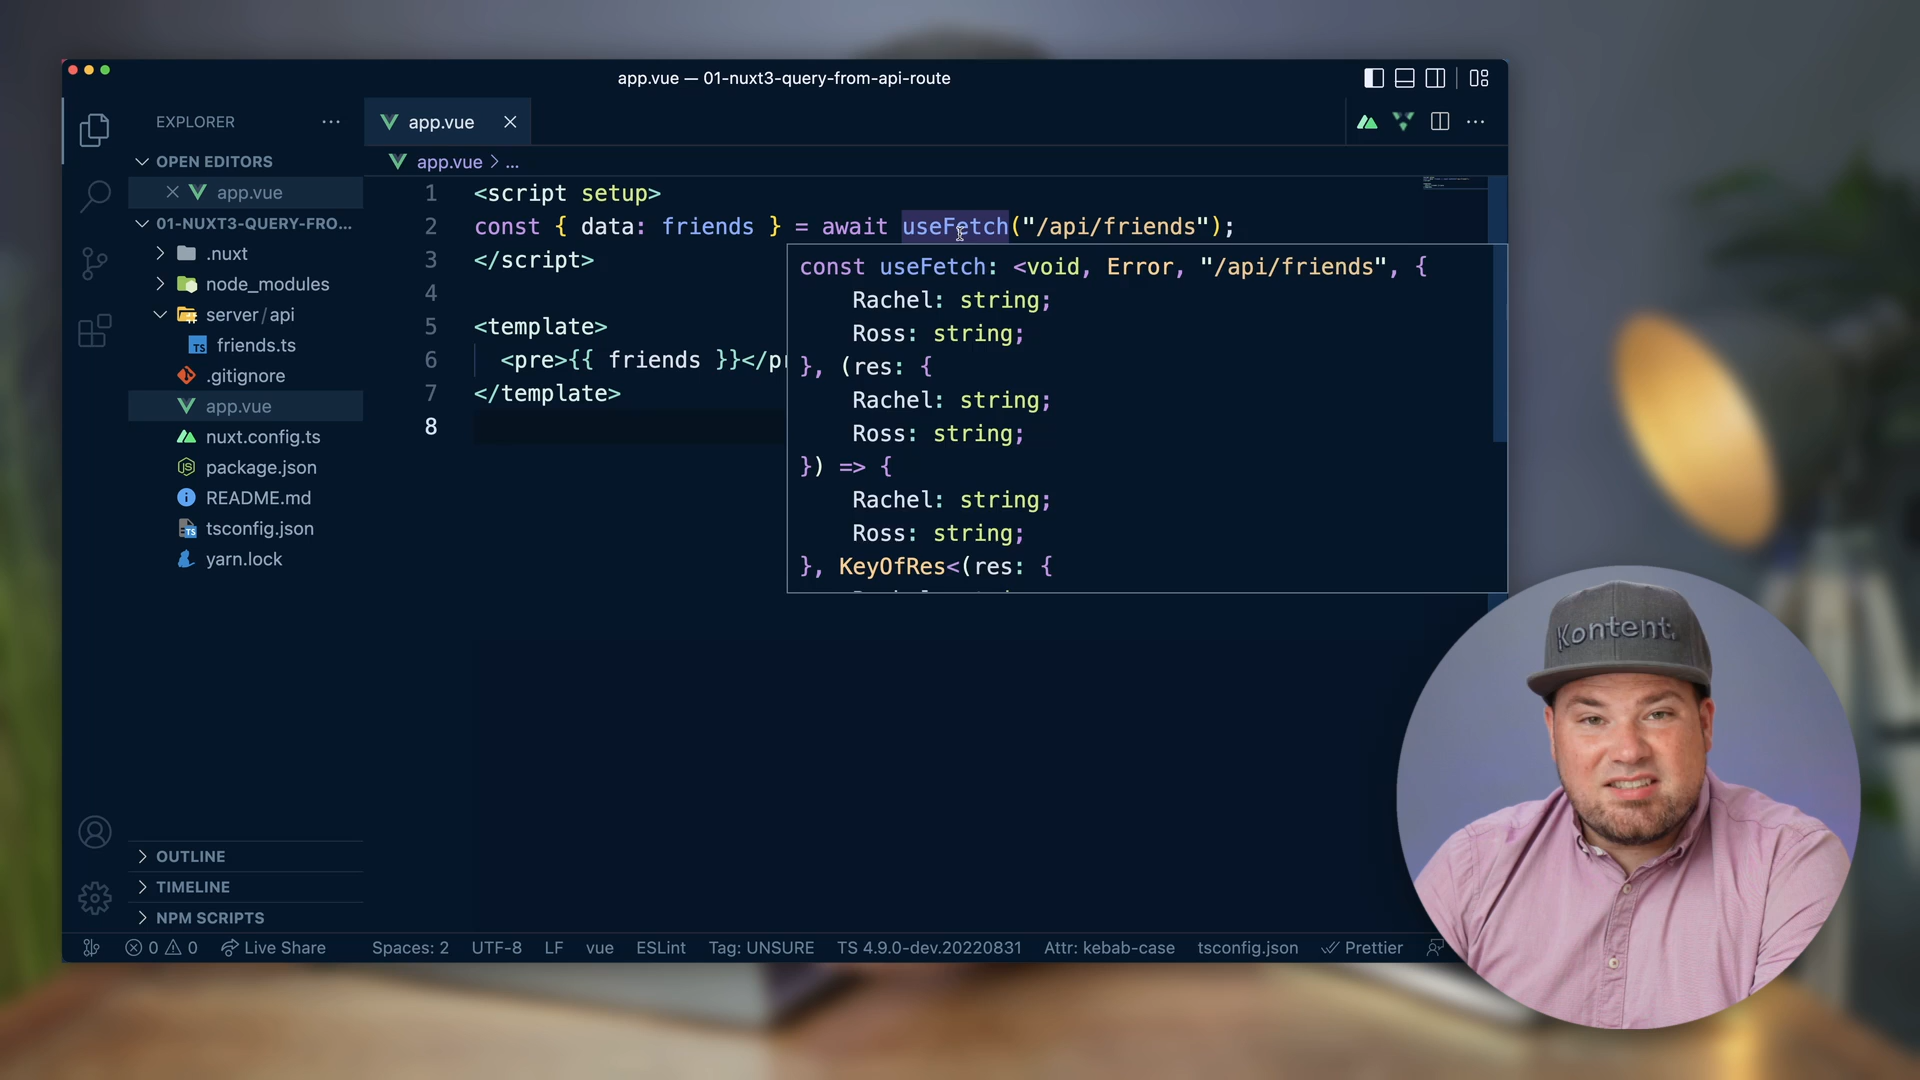 app.vue — 01-nuxt3-query-from-api-route
EXPLORER
OPEN EDITORS
app.vue
01-NUXT3-QUERY-FRO...
.nuxt
node_modules
server/api
friends.ts
.gitignore
app.vue
nuxt.config.ts
package.json
README.md
tsconfig.json
yarn.lock
OUTLINE
TIMELINE
NPM SCRIPTS
app.vue
app.vue > ...
1 <script setup>
2 const { data: friends } = await useFetch("/api/friends");
3 </script>
4
5 <template>
6 <pre>{{ friends }}</pr
7 </template>
8
const useFetch: <void, Error, "/api/friends", {
Rachel: string;
Ross: string;
}, (res: {
Rachel: string;
Ross: string;
}) => {
Rachel: string;
Ross: string;
}, KeyOfRes<(res: {
Kontent.
0 0 Live Share Spaces: 2 UTF-8 LF vue ESLint Tag: UNSURE TS 4.9.0-dev.20220831 Attr: kebab-case tsconfig.json Prettier